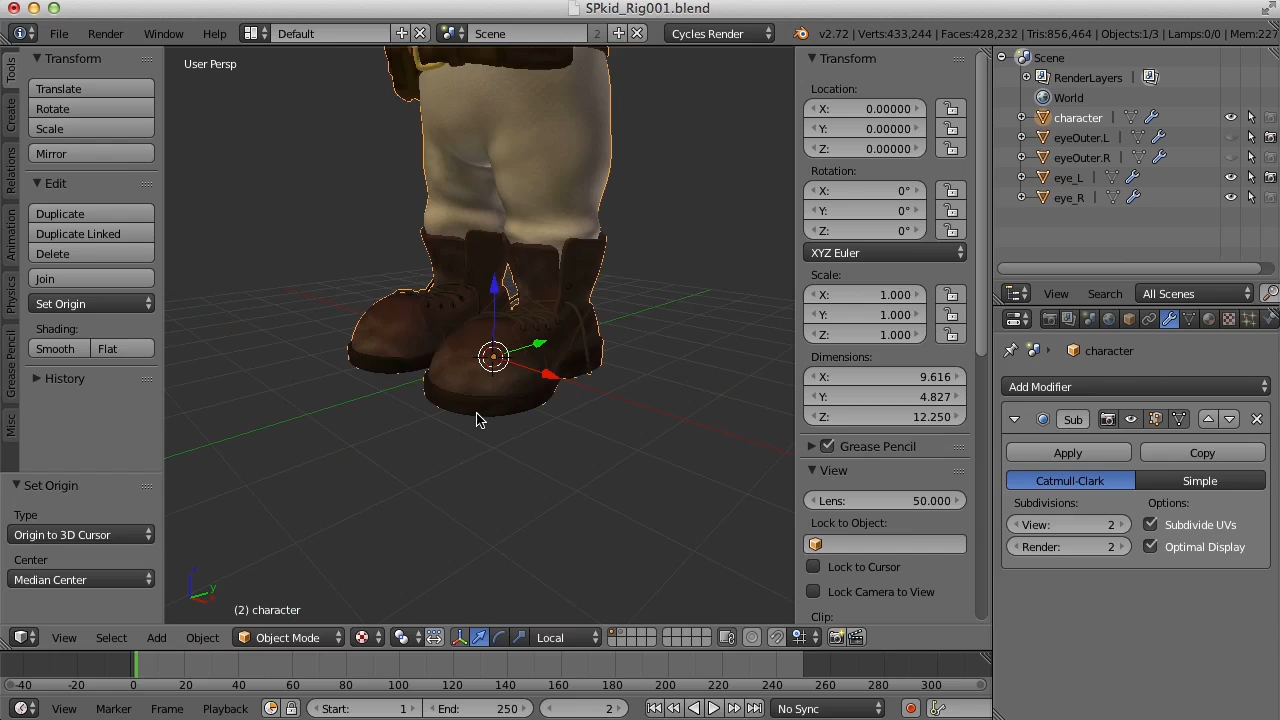 SPkid_Rig001.blend
File Render Window Help Default Scene 2 Cycles Render v2.72 | Verts:433,244 | Faces:428,232 | Tris:856,464 | Objects:1/3 | Lamps:0/0 | Mem:227
Tools
Create
Relations
Animation
Physics
Grease Pencil
Misc
Transform
Translate
Rotate
Scale
Mirror
Edit
Duplicate
Duplicate Linked
Delete
Join
Set Origin
Shading:
Smooth Flat
History
Set Origin
Type
Origin to 3D Cursor
Center
Median Center
User Persp
(2) character
Transform
Location:
X: 0.00000
Y: 0.00000
Z: 0.00000
Rotation:
X: 0°
Y: 0°
Z: 0°
XYZ Euler
Scale:
X: 1.000
Y: 1.000
Z: 1.000
Dimensions:
X: 9.616
Y: 4.827
Z: 12.250
Grease Pencil
View
Lens: 50.000
Lock to Object:
Lock to Cursor
Lock Camera to View
Clip:
Scene
RenderLayers
World
character
eyeOuter.L
eyeOuter.R
eye_L
eye_R
View Search All Scenes
character
Add Modifier
Sub
Apply Copy
Catmull-Clark Simple
Subdivisions: Options:
View: 2 Subdivide UVs
Render: 2 Optimal Display
View Select Add Object Object Mode Local
-40 -20 0 20 40 60 80 100 120 140 160 180 200 220 240 260 280 300
View Marker Frame Playback Start: 1 End: 250 2 No Sync